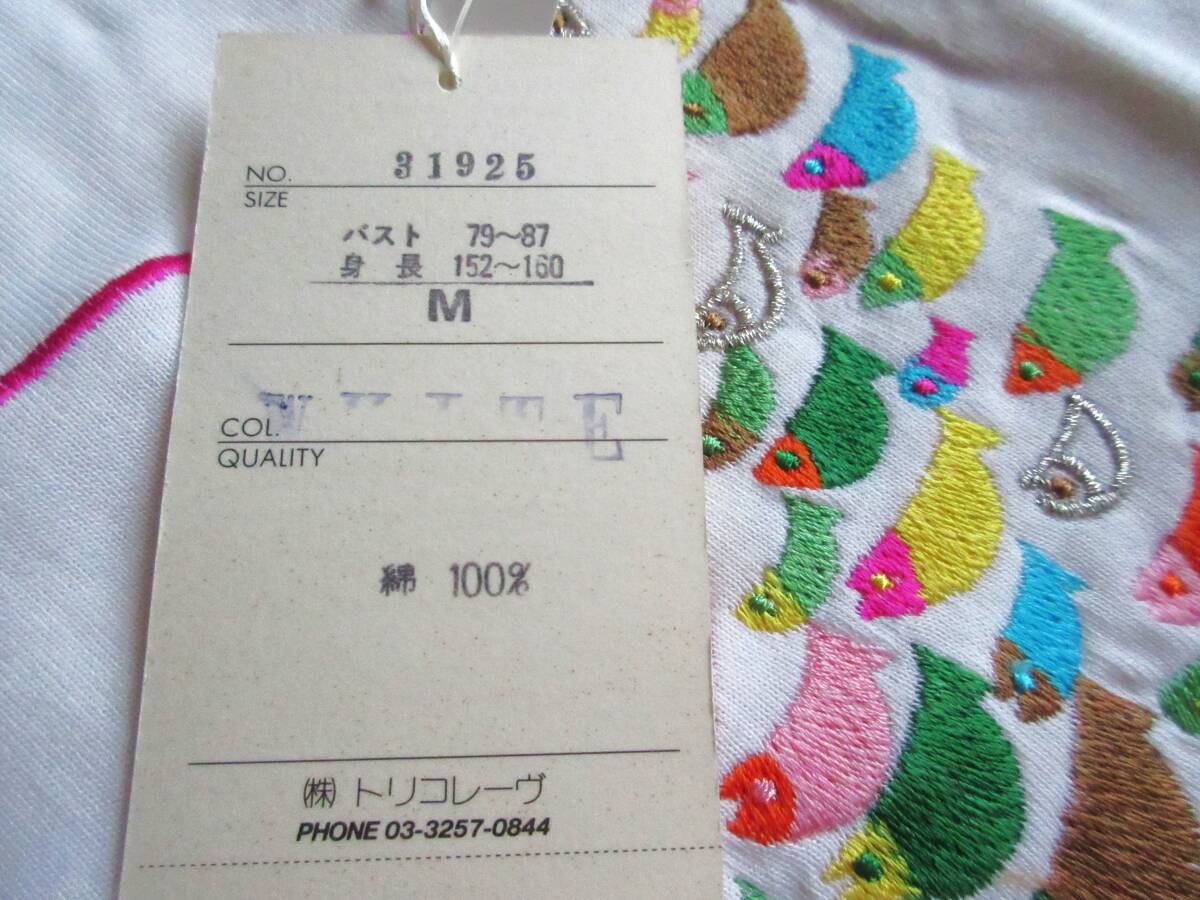 NO. 31925
SIZE
バスト 79〜87
身長 152〜160
M
COL. WHITE
QUALITY
綿 100%
㈱ トリコレーヴ
PHONE 03-3257-0844